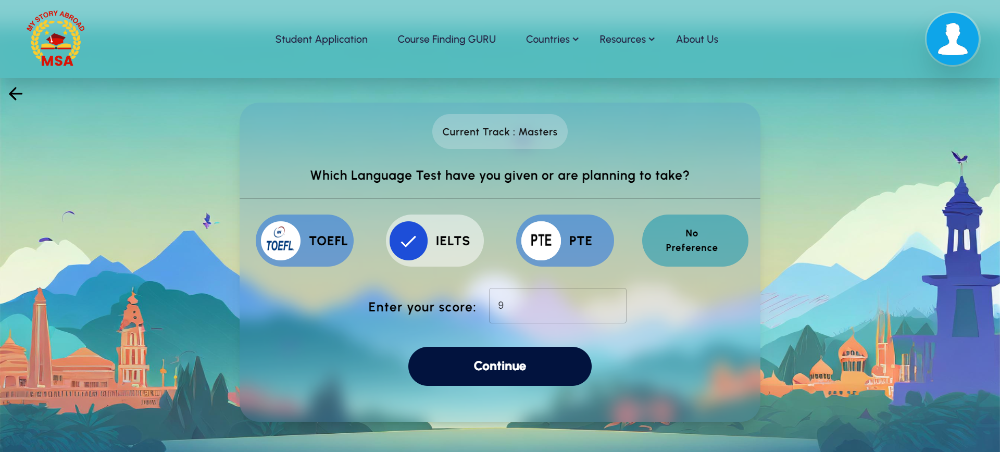 MY STORY ABROAD
MSA
Student Application
Course Finding GURU
Countries
Resources
About Us
Current Track : Masters
Which Language Test have you given or are planning to take?
iBT
TOEFL
TOEFL
IELTS
PTE
PTE
No
Preference
Enter your score:
9
Continue